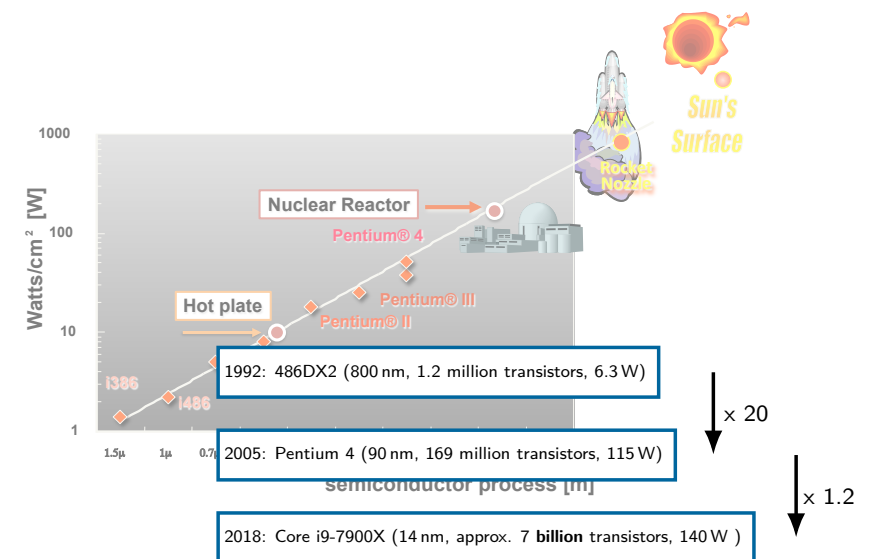 Sun's
Surface
1000
Rocket
Nozzle
Nuclear Reactor
Watts/cm² [W]
100
Pentium® 4
Hot plate
Pentium® III
Pentium® II
10
1992: 486DX2 (800 nm, 1.2 million transistors, 6.3 W)
i386
i486
x 20
1
1.5µ
1µ
2005: Pentium 4 (90 nm, 169 million transistors, 115 W)
semiconductor process [m]
x 1.2
2018: Core i9-7900X (14 nm, approx. 7 billion transistors, 140 W )